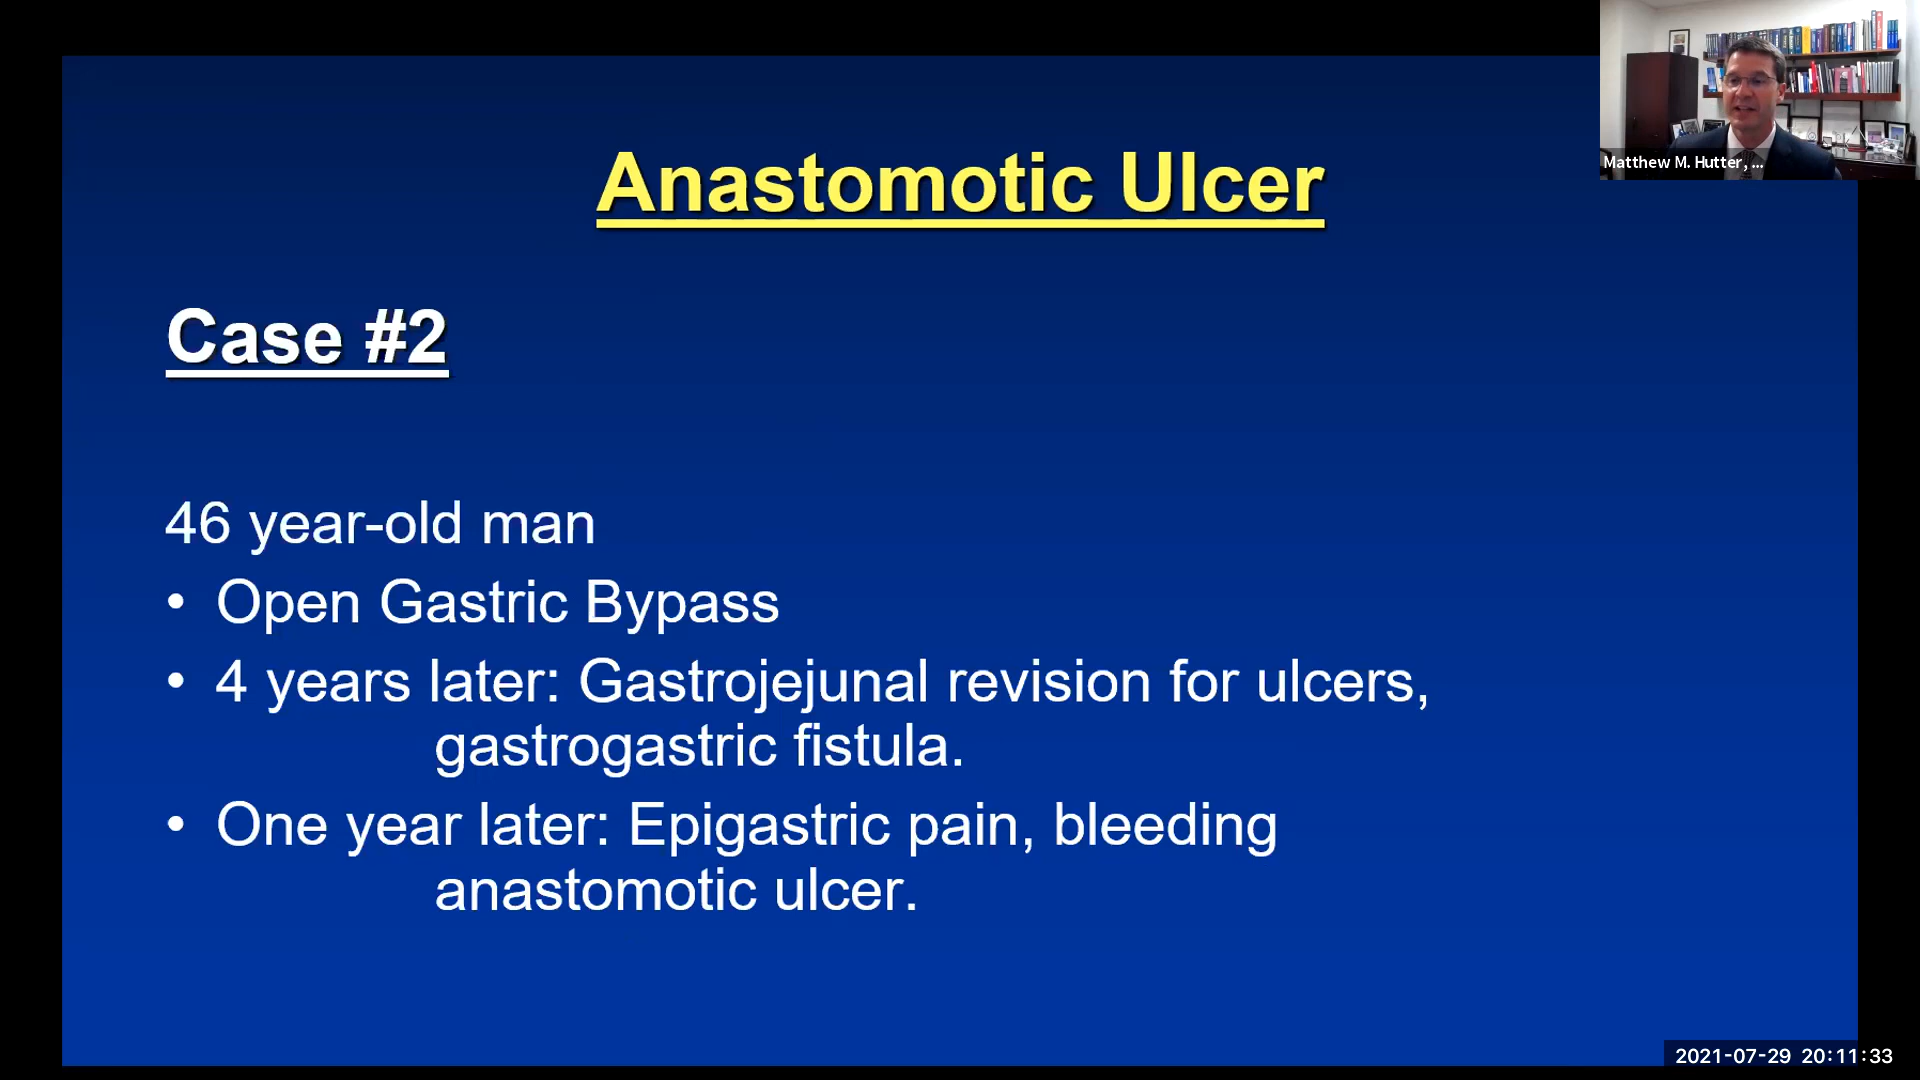 Matthew M. Hutter, ...
Anastomotic Ulcer
Case #2
46 year-old man
• Open Gastric Bypass
• 4 years later: Gastrojejunal revision for ulcers,
gastrogastric fistula.
• One year later: Epigastric pain, bleeding
anastomotic ulcer.
2021-07-29 20:11:33